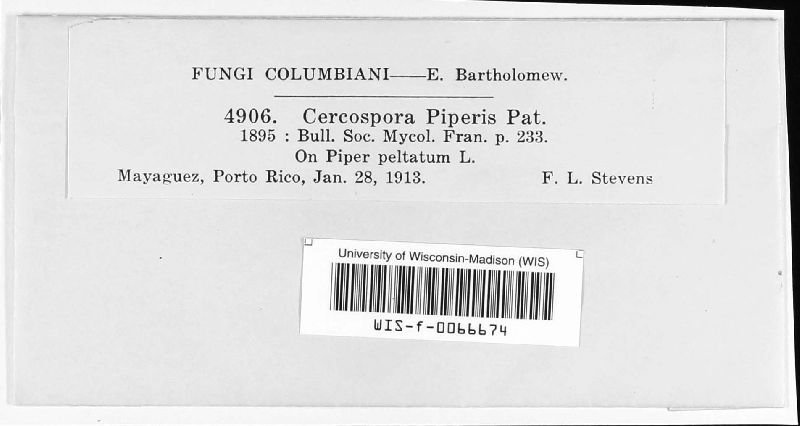 FUNGI COLUMBIANI——E. Bartholomew.
4906. Cercospora Piperis Pat.
1895 : Bull. Soc. Mycol. Fran. p. 233.
On Piper peltatum L.
Mayaguez, Porto Rico, Jan. 28, 1913. F. L. Stevens
University of Wisconsin-Madison (WIS)
WIS-f-0066674